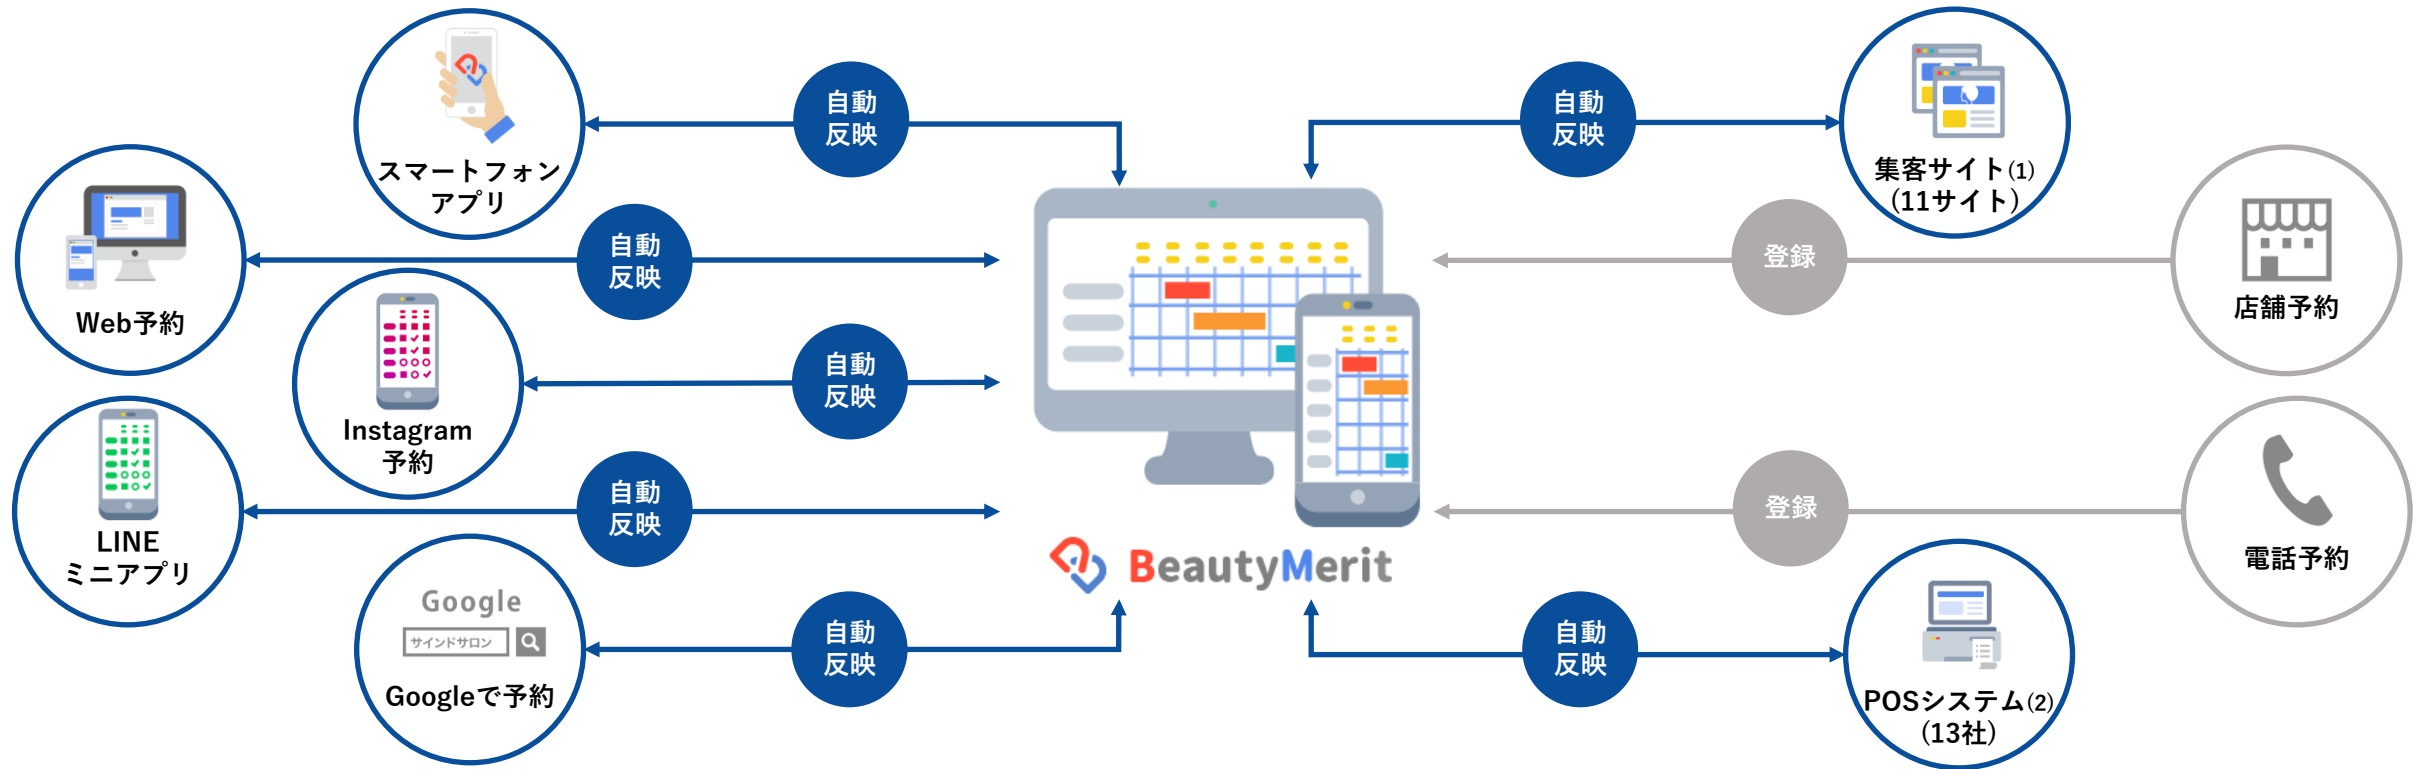 スマートフォン
アプリ
自動
反映
自動
反映
集客サイト(1)
(11サイト)
Web予約
自動
反映
登録
店舗予約
Instagram
予約
自動
反映
LINE
ミニアプリ
自動
反映
登録
電話予約
BeautyMerit
Google
サインドサロン
Googleで予約
自動
反映
自動
反映
POSシステム(2)
(13社)